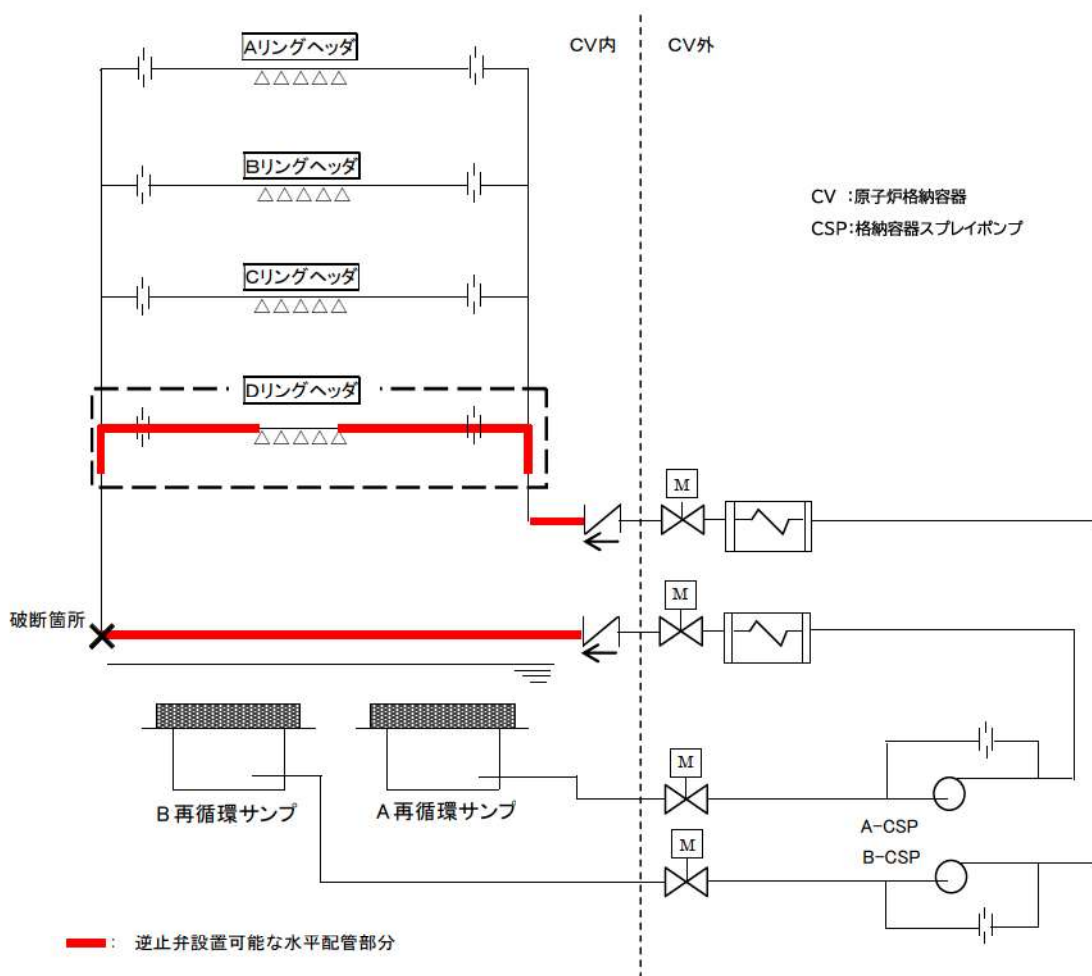 Aリングヘッダ
CV内
CV外
Bリングヘッダ
CV :原子炉格納容器
CSP:格納容器スプレイポンプ
Cリングヘッダ
Dリングヘッダ
M
M
破断箇所
M
B再循環サンプ
A再循環サンプ
A-CSP
B-CSP
M
: 逆止弁設置可能な水平配管部分